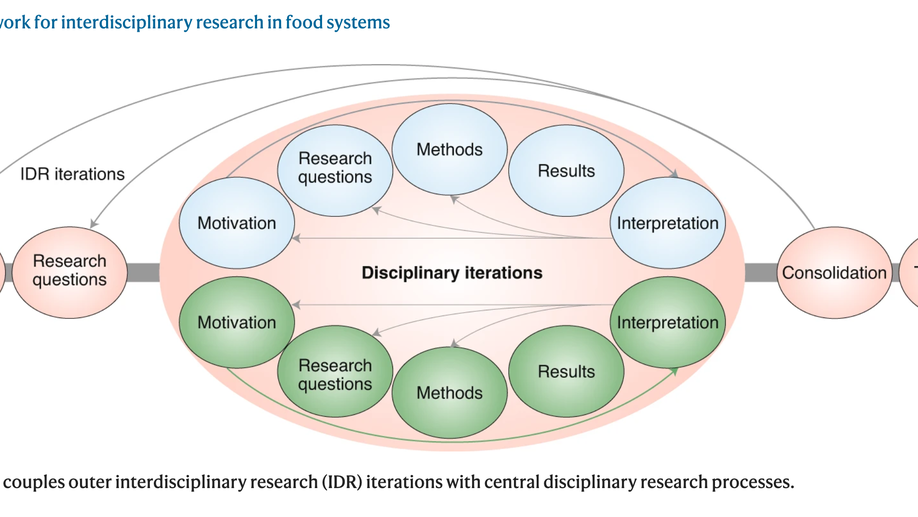 work for interdisciplinary research in food systems
IDR iterations
Research
questions
Motivation
Research
questions
Methods
Results
Interpretation
Disciplinary iterations
Motivation
Research
questions
Methods
Results
Interpretation
Consolidation
couples outer interdisciplinary research (IDR) iterations with central disciplinary research processes.